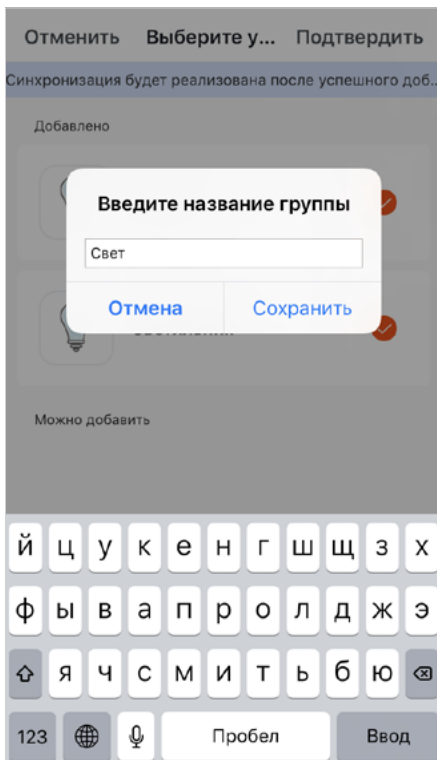 Отменить Выберите у... Подтвердить
Синхронизация будет реализована после успешного доб..
Добавлено
Введите название группы
Свет
Отмена Сохранить
Можно добавить
й ц у к е н г ш щ з х
ф ы в а п р о л д ж э
я ч с м и т ь б ю
123 Пробел Ввод